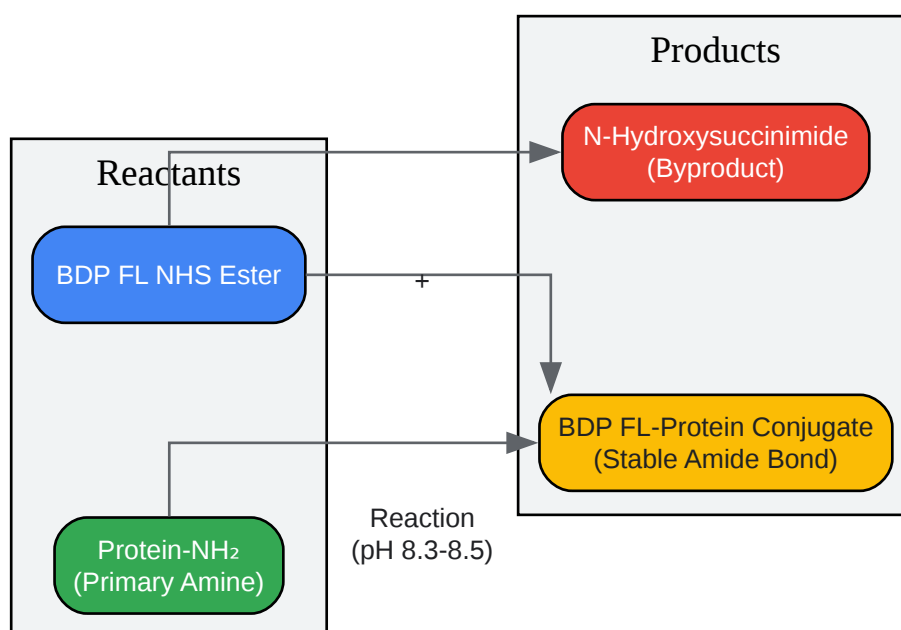 Products
N-Hydroxysuccinimide
(Byproduct)
Reactants
BDP FL NHS Ester
+
BDP FL-Protein Conjugate
(Stable Amide Bond)
Reaction
(pH 8.3-8.5)
Protein-NH₂
(Primary Amine)